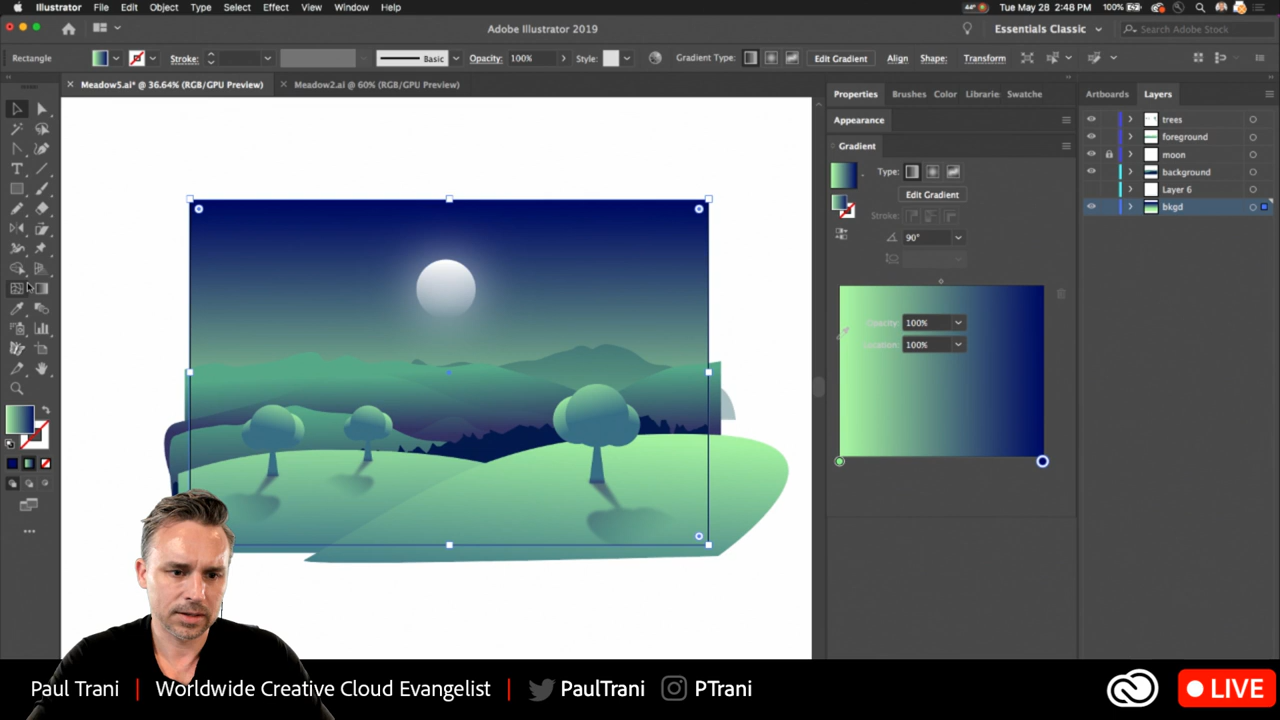 Illustrator File Edit Object Type Select Effect View Window Help 44° Tue May 28 2:48 PM 100%
Adobe Illustrator 2019 Essentials Classic Search Adobe Stock
Rectangle Stroke: Basic Opacity: 100% Style: Gradient Type: Edit Gradient Align Shape: Transform
Meadow5.ai* @ 36.64% (RGB/GPU Preview) Meadow2.ai @ 60% (RGB/GPU Preview)
Properties Brushes Color Librarie Swatche
Artboards Layers
Appearance
Gradient
Type:
Edit Gradient
Stroke:
90°
Opacity: 100%
Location: 100%
trees
foreground
moon
background
Layer 6
bkgd
Paul Trani | Worldwide Creative Cloud Evangelist | PaulTrani PTrani
LIVE